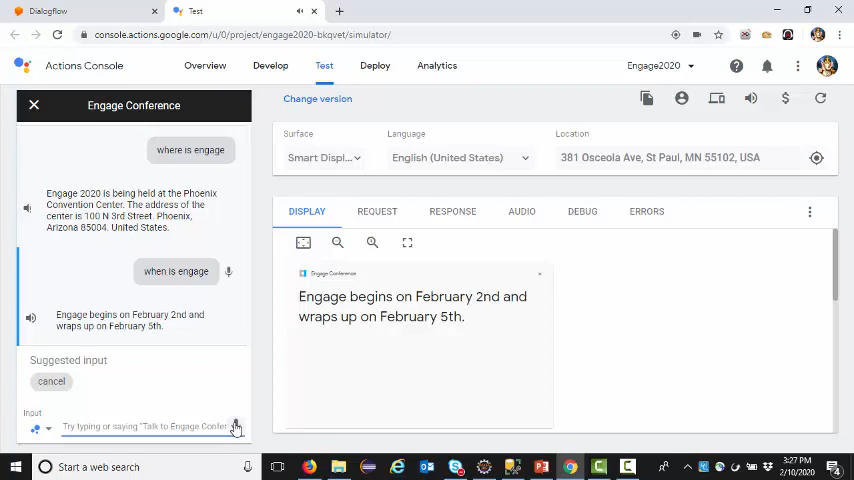 Dialogflow
Test
console.actions.google.com/u/0/project/engage2020-bkqvet/simulator/
Actions Console
Overview
Develop
Test
Deploy
Analytics
Engage2020
Engage Conference
where is engage
Engage 2020 is being held at the Phoenix
Convention Center. The address of the
center is 100 N 3rd Street. Phoenix,
Arizona 85004. United States.
when is engage
Engage begins on February 2nd and
wraps up on February 5th.
Suggested input
cancel
Input
Try typing or saying "Talk to Engage Confer
Change version
Surface
Smart Displ...
Language
English (United States)
Location
381 Osceola Ave, St Paul, MN 55102, USA
DISPLAY
REQUEST
RESPONSE
AUDIO
DEBUG
ERRORS
Engage Conference
Engage begins on February 2nd and
wraps up on February 5th.
Start a web search
3:27 PM
2/10/2020
4